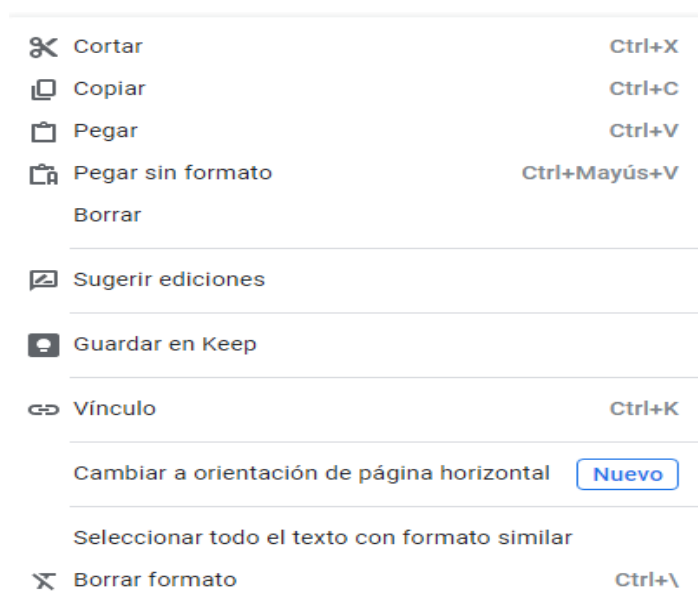 Cortar Ctrl+X
Copiar Ctrl+C
Pegar Ctrl+V
Pegar sin formato Ctrl+Mayús+V
Borrar
Sugerir ediciones
Guardar en Keep
Vínculo Ctrl+K
Cambiar a orientación de página horizontal Nuevo
Seleccionar todo el texto con formato similar
Borrar formato Ctrl+\